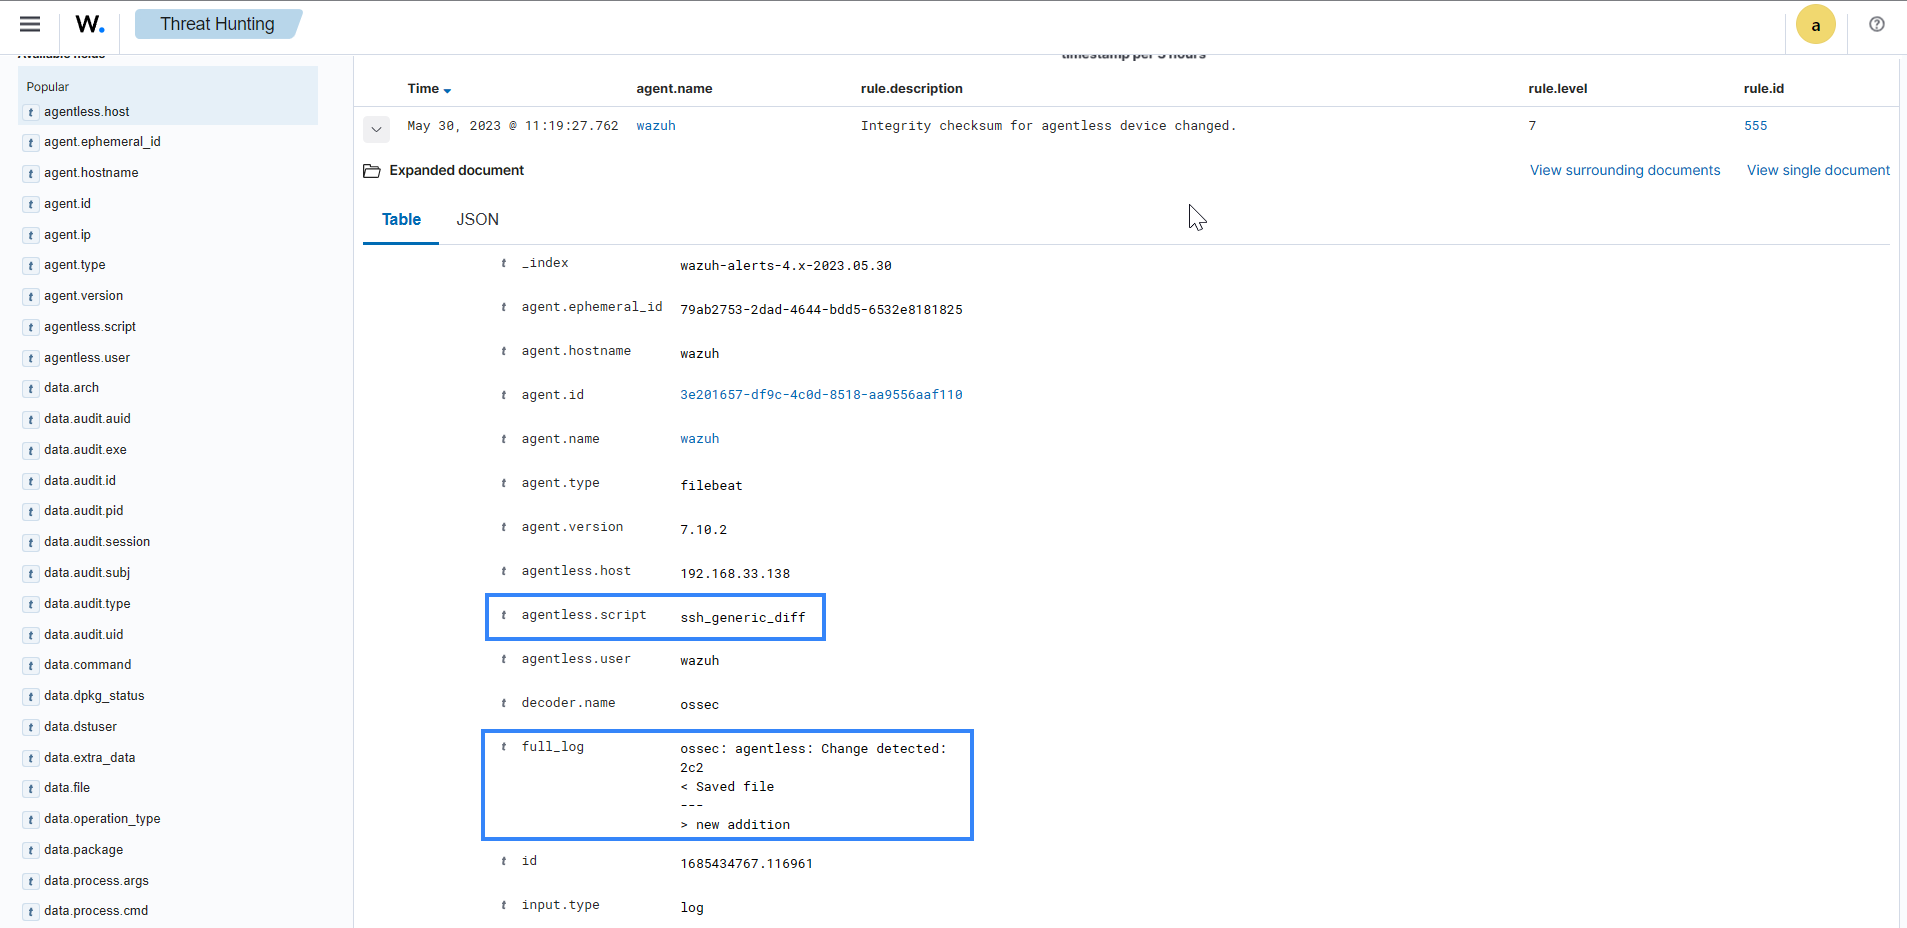 W.
Threat Hunting
a
Available fields
timestamp per 3 hours
Popular
t agentless.host
t agent.ephemeral_id
t agent.hostname
t agent.id
t agent.ip
t agent.type
t agent.version
t agentless.script
t agentless.user
t data.arch
t data.audit.auid
t data.audit.exe
t data.audit.id
t data.audit.pid
t data.audit.session
t data.audit.subj
t data.audit.type
t data.audit.uid
t data.command
t data.dpkg_status
t data.dstuser
t data.extra_data
t data.file
t data.operation_type
t data.package
t data.process.args
t data.process.cmd
Time agent.name rule.description rule.level rule.id
May 30, 2023 @ 11:19:27.762 wazuh Integrity checksum for agentless device changed. 7 555
Expanded document View surrounding documents View single document
Table JSON
t _index wazuh-alerts-4.x-2023.05.30
t agent.ephemeral_id 79ab2753-2dad-4644-bdd5-6532e8181825
t agent.hostname wazuh
t agent.id 3e201657-df9c-4c0d-8518-aa9556aaf110
t agent.name wazuh
t agent.type filebeat
t agent.version 7.10.2
t agentless.host 192.168.33.138
t agentless.script ssh_generic_diff
t agentless.user wazuh
t decoder.name ossec
t full_log ossec: agentless: Change detected:
2c2
< Saved file
---
> new addition
t id 1685434767.116961
t input.type log